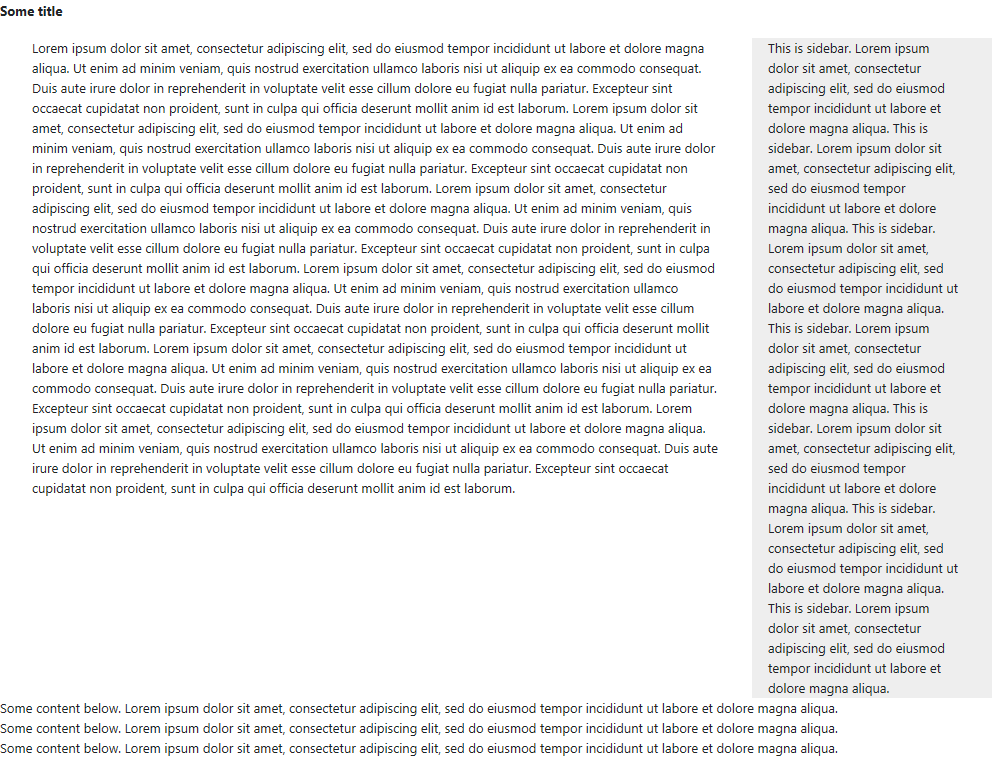 Some title
Lorem ipsum dolor sit amet, consectetur adipiscing elit, sed do eiusmod tempor incididunt ut labore et dolore magna
aliqua. Ut enim ad minim veniam, quis nostrud exercitation ullamco laboris nisi ut aliquip ex ea commodo consequat.
Duis aute irure dolor in reprehenderit in voluptate velit esse cillum dolore eu fugiat nulla pariatur. Excepteur sint
occaecat cupidatat non proident, sunt in culpa qui officia deserunt mollit anim id est laborum. Lorem ipsum dolor sit
amet, consectetur adipiscing elit, sed do eiusmod tempor incididunt ut labore et dolore magna aliqua. Ut enim ad
minim veniam, quis nostrud exercitation ullamco laboris nisi ut aliquip ex ea commodo consequat. Duis aute irure dolor
in reprehenderit in voluptate velit esse cillum dolore eu fugiat nulla pariatur. Excepteur sint occaecat cupidatat non
proident, sunt in culpa qui officia deserunt mollit anim id est laborum. Lorem ipsum dolor sit amet, consectetur
adipiscing elit, sed do eiusmod tempor incididunt ut labore et dolore magna aliqua. Ut enim ad minim veniam, quis
nostrud exercitation ullamco laboris nisi ut aliquip ex ea commodo consequat. Duis aute irure dolor in reprehenderit in
voluptate velit esse cillum dolore eu fugiat nulla pariatur. Excepteur sint occaecat cupidatat non proident, sunt in culpa
qui officia deserunt mollit anim id est laborum. Lorem ipsum dolor sit amet, consectetur adipiscing elit, sed do eiusmod
tempor incididunt ut labore et dolore magna aliqua. Ut enim ad minim veniam, quis nostrud exercitation ullamco
laboris nisi ut aliquip ex ea commodo consequat. Duis aute irure dolor in reprehenderit in voluptate velit esse cillum
dolore eu fugiat nulla pariatur. Excepteur sint occaecat cupidatat non proident, sunt in culpa qui officia deserunt mollit
anim id est laborum. Lorem ipsum dolor sit amet, consectetur adipiscing elit, sed do eiusmod tempor incididunt ut
labore et dolore magna aliqua. Ut enim ad minim veniam, quis nostrud exercitation ullamco laboris nisi ut aliquip ex ea
commodo consequat. Duis aute irure dolor in reprehenderit in voluptate velit esse cillum dolore eu fugiat nulla pariatur.
Excepteur sint occaecat cupidatat non proident, sunt in culpa qui officia deserunt mollit anim id est laborum. Lorem
ipsum dolor sit amet, consectetur adipiscing elit, sed do eiusmod tempor incididunt ut labore et dolore magna aliqua.
Ut enim ad minim veniam, quis nostrud exercitation ullamco laboris nisi ut aliquip ex ea commodo consequat. Duis aute
irure dolor in reprehenderit in voluptate velit esse cillum dolore eu fugiat nulla pariatur. Excepteur sint occaecat
cupidatat non proident, sunt in culpa qui officia deserunt mollit anim id est laborum.
This is sidebar. Lorem ipsum
dolor sit amet, consectetur
adipiscing elit, sed do eiusmod
tempor incididunt ut labore et
dolore magna aliqua. This is
sidebar. Lorem ipsum dolor sit
amet, consectetur adipiscing elit,
sed do eiusmod tempor
incididunt ut labore et dolore
magna aliqua. This is sidebar.
Lorem ipsum dolor sit amet,
consectetur adipiscing elit, sed
do eiusmod tempor incididunt ut
labore et dolore magna aliqua.
This is sidebar. Lorem ipsum
dolor sit amet, consectetur
adipiscing elit, sed do eiusmod
tempor incididunt ut labore et
dolore magna aliqua. This is
sidebar. Lorem ipsum dolor sit
amet, consectetur adipiscing elit,
sed do eiusmod tempor
incididunt ut labore et dolore
magna aliqua. This is sidebar.
Lorem ipsum dolor sit amet,
consectetur adipiscing elit, sed
do eiusmod tempor incididunt ut
labore et dolore magna aliqua.
This is sidebar. Lorem ipsum
dolor sit amet, consectetur
adipiscing elit, sed do eiusmod
tempor incididunt ut labore et
dolore magna aliqua.
Some content below. Lorem ipsum dolor sit amet, consectetur adipiscing elit, sed do eiusmod tempor incididunt ut labore et dolore magna aliqua.
Some content below. Lorem ipsum dolor sit amet, consectetur adipiscing elit, sed do eiusmod tempor incididunt ut labore et dolore magna aliqua.
Some content below. Lorem ipsum dolor sit amet, consectetur adipiscing elit, sed do eiusmod tempor incididunt ut labore et dolore magna aliqua.